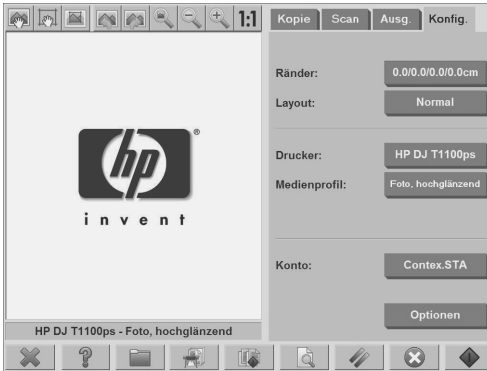 1:1
Kopie Scan Ausg. Konfig.
Ränder: 0.0/0.0/0.0/0.0cm
Layout: Normal
Drucker: HP DJ T1100ps
Medienprofil: Foto, hochglänzend
Konto: Contex.STA
Optionen
hp®
invent
HP DJ T1100ps - Foto, hochglänzend